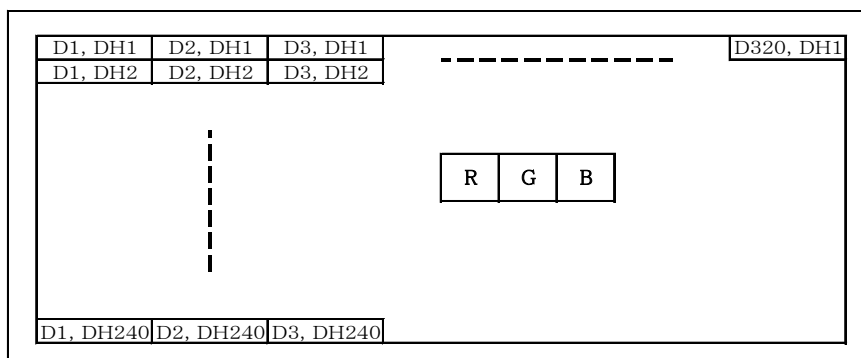 D1, DH1 D2, DH1 D3, DH1 D320, DH1
D1, DH2 D2, DH2 D3, DH2
R G B
D1, DH240 D2, DH240 D3, DH240